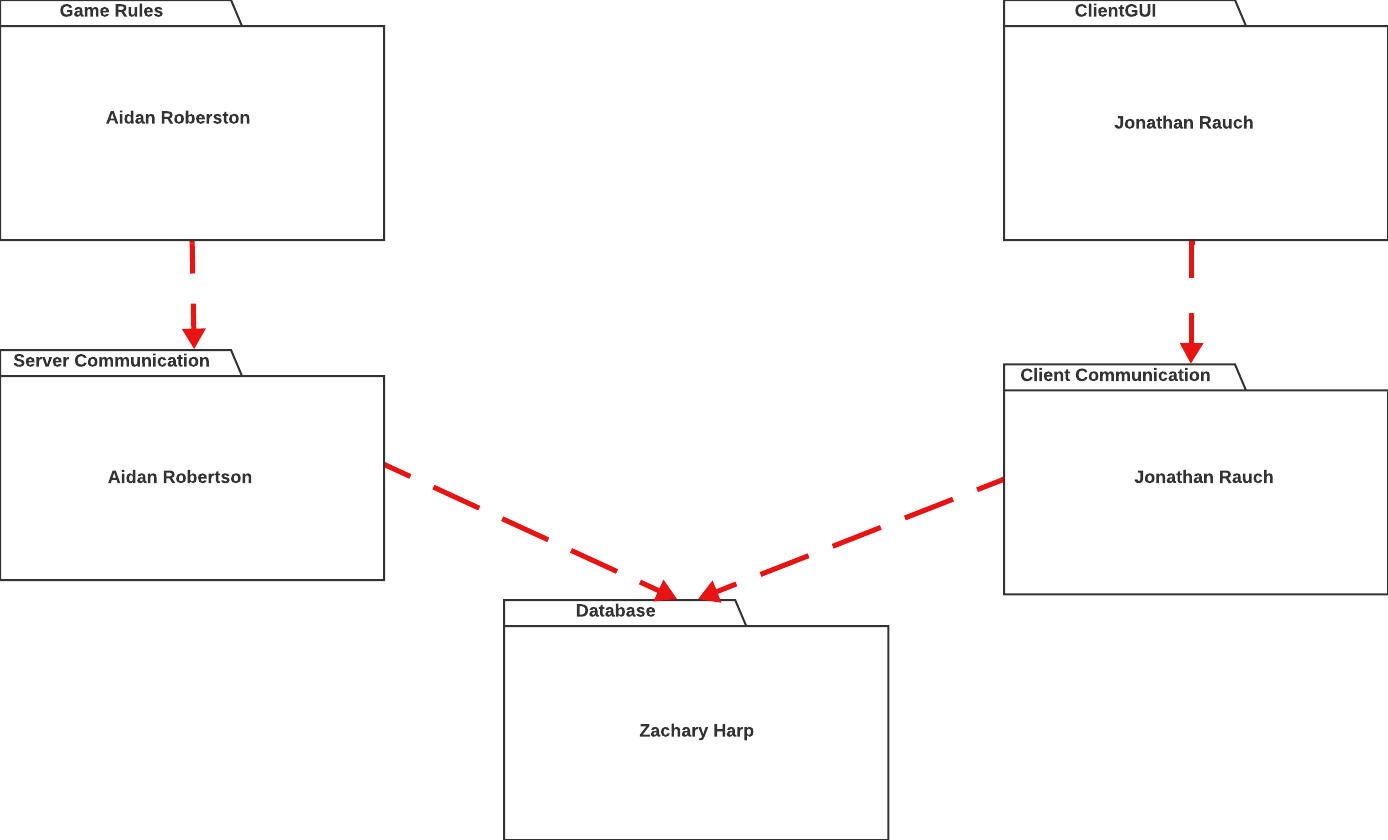 Game Rules
ClientGUI
Aidan Roberston
Jonathan Rauch
Server Communication
Client Communication
Aidan Robertson
Jonathan Rauch
Database
Zachary Harp